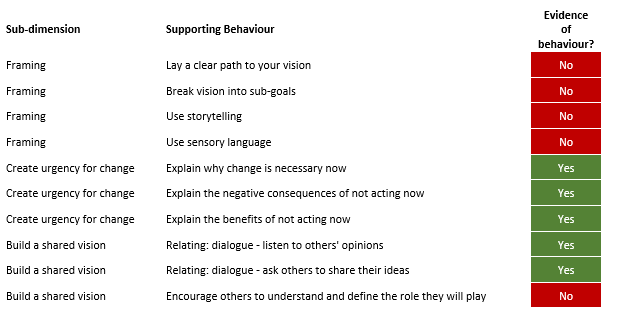 Sub-dimension Supporting Behaviour Evidence of behaviour?
Framing Lay a clear path to your vision No
Framing Break vision into sub-goals No
Framing Use storytelling No
Framing Use sensory language No
Create urgency for change Explain why change is necessary now Yes
Create urgency for change Explain the negative consequences of not acting now Yes
Create urgency for change Explain the benefits of not acting now Yes
Build a shared vision Relating: dialogue - listen to others' opinions Yes
Build a shared vision Relating: dialogue - ask others to share their ideas Yes
Build a shared vision Encourage others to understand and define the role they will play No